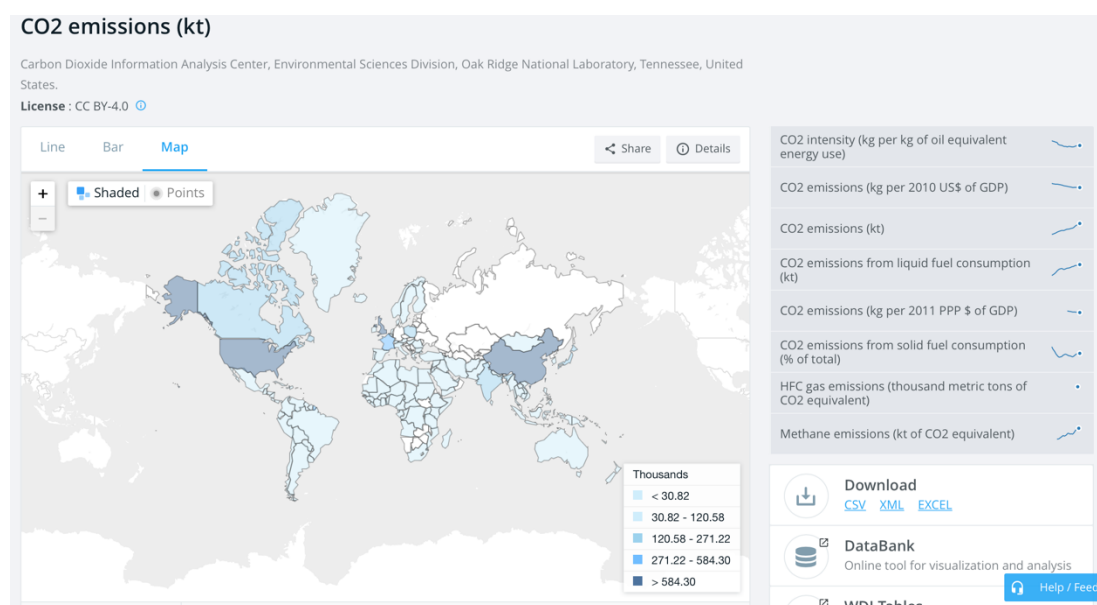 CO2 emissions (kt)
Carbon Dioxide Information Analysis Center, Environmental Sciences Division, Oak Ridge National Laboratory, Tennessee, United
States.
License : CC BY-4.0
Line Bar Map
Share Details
+ Shaded Points
−
Thousands
< 30.82
30.82 - 120.58
120.58 - 271.22
271.22 - 584.30
> 584.30
CO2 intensity (kg per kg of oil equivalent
energy use)
CO2 emissions (kg per 2010 US$ of GDP)
CO2 emissions (kt)
CO2 emissions from liquid fuel consumption
(kt)
CO2 emissions (kg per 2011 PPP $ of GDP)
CO2 emissions from solid fuel consumption
(% of total)
HFC gas emissions (thousand metric tons of
CO2 equivalent)
Methane emissions (kt of CO2 equivalent)
Download
CSV XML EXCEL
DataBank
Online tool for visualization and analysis
Help / Feed
WDI Tables